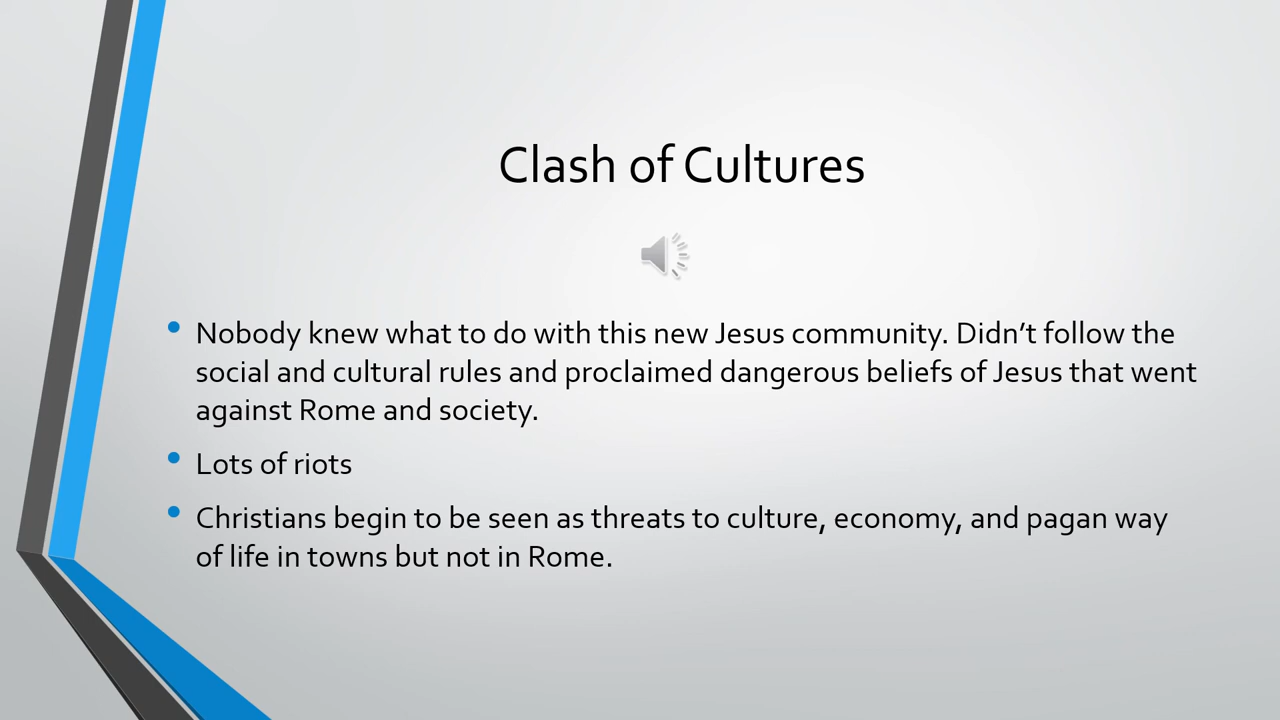 Clash of Cultures
• Nobody knew what to do with this new Jesus community. Didn’t follow the
social and cultural rules and proclaimed dangerous beliefs of Jesus that went
against Rome and society.
• Lots of riots
• Christians begin to be seen as threats to culture, economy, and pagan way
of life in towns but not in Rome.